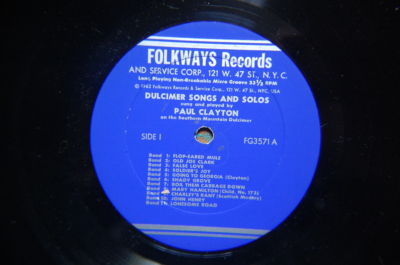 FOLKWAYS Records
AND SERVICE CORP., 121 W. 47 ST., N.Y.C.
Long Playing Non-Breakable Micro Groove 33 1/3 RPM
© 1962 Folkways Records & Service Corp., 121 W. 47 ST., NYC, USA
DULCIMER SONGS AND SOLOS
sung and played by
PAUL CLAYTON
on the Southern Mountain Dulcimer
SIDE I
FG3571 A
Band 1: FLOP-EARED MULE
Band 2: OLD JOE CLARK
Band 3: FALSE LOVE
Band 4: SOLDIER'S JOY
Band 5: GOING TO GEORGIA (Clayton)
Band 6: SHADY GROVE
Band 7: BOIL THEM CABBAGE DOWN
Band 8: MARY HAMILTON (Child, No. 173)
Band 9: CHARLEY'S RANT (Scottish Medley)
Band 10: JOHN HENRY
Band 11: LONESOME ROAD